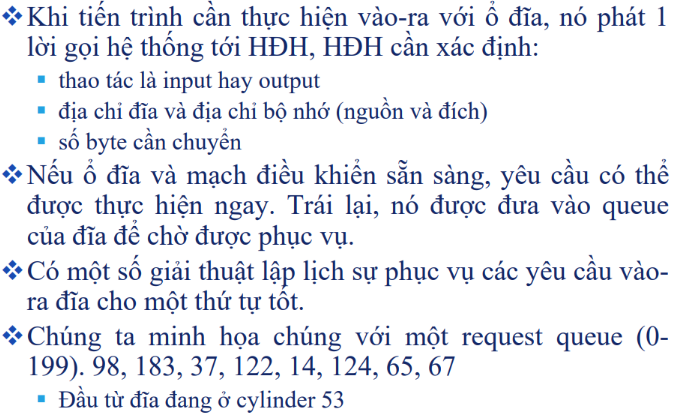 ❖Khi tiến trình cần thực hiện vào-ra với ổ đĩa, nó phát 1
lời gọi hệ thống tới HĐH, HĐH cần xác định:
▪ thao tác là input hay output
▪ địa chỉ đĩa và địa chỉ bộ nhớ (nguồn và đích)
▪ số byte cần chuyển
❖Nếu ổ đĩa và mạch điều khiển sẵn sàng, yêu cầu có thể
được thực hiện ngay. Trái lại, nó được đưa vào queue
của đĩa để chờ được phục vụ.
❖Có một số giải thuật lập lịch sự phục vụ các yêu cầu vào-
ra đĩa cho một thứ tự tốt.
❖Chúng ta minh họa chúng với một request queue (0-
199). 98, 183, 37, 122, 14, 124, 65, 67
▪ Đầu từ đĩa đang ở cylinder 53